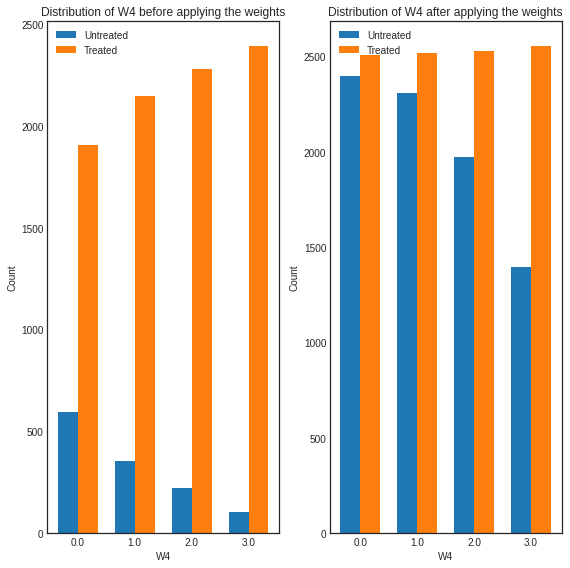 Distribution of W4 before applying the weights
Untreated
Treated
2500
2000
1500
1000
500
0
Count
0.0 1.0 2.0 3.0
W4
Distribution of W4 after applying the weights
Untreated
Treated
2500
2000
1500
1000
500
0
Count
0.0 1.0 2.0 3.0
W4